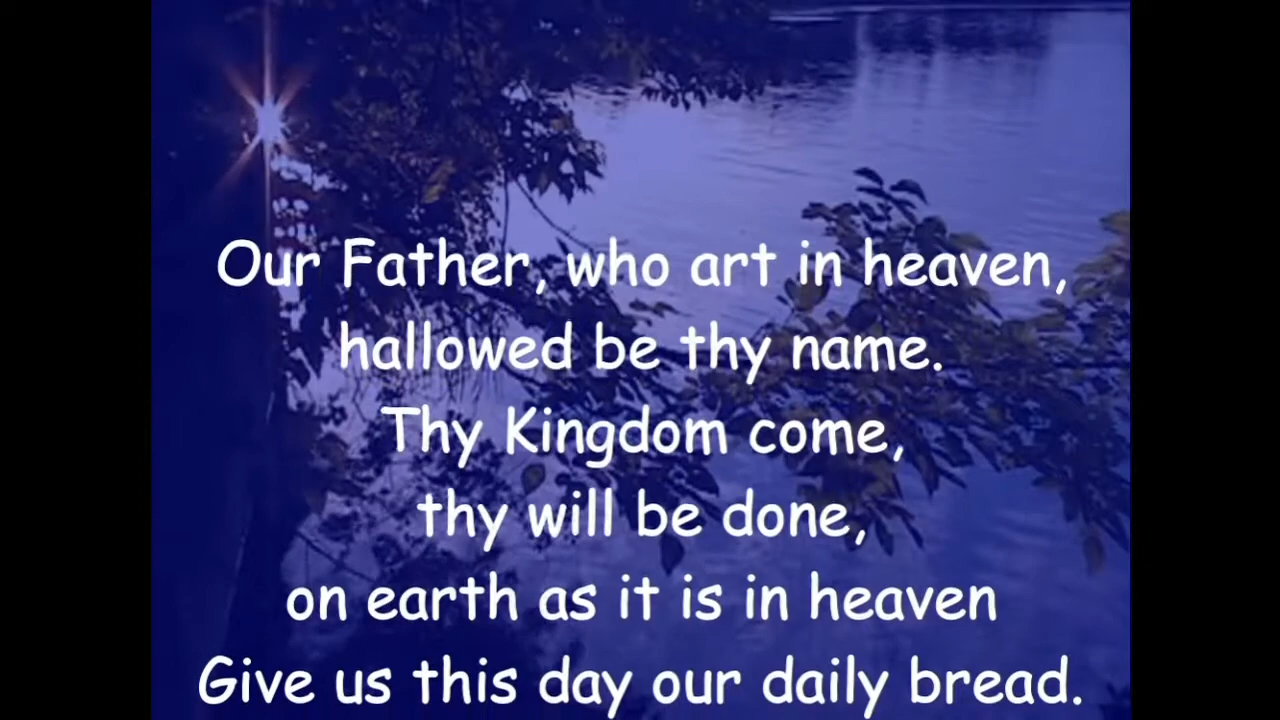 Our Father, who art in heaven,
hallowed be thy name.
Thy Kingdom come,
thy will be done,
on earth as it is in heaven
Give us this day our daily bread.